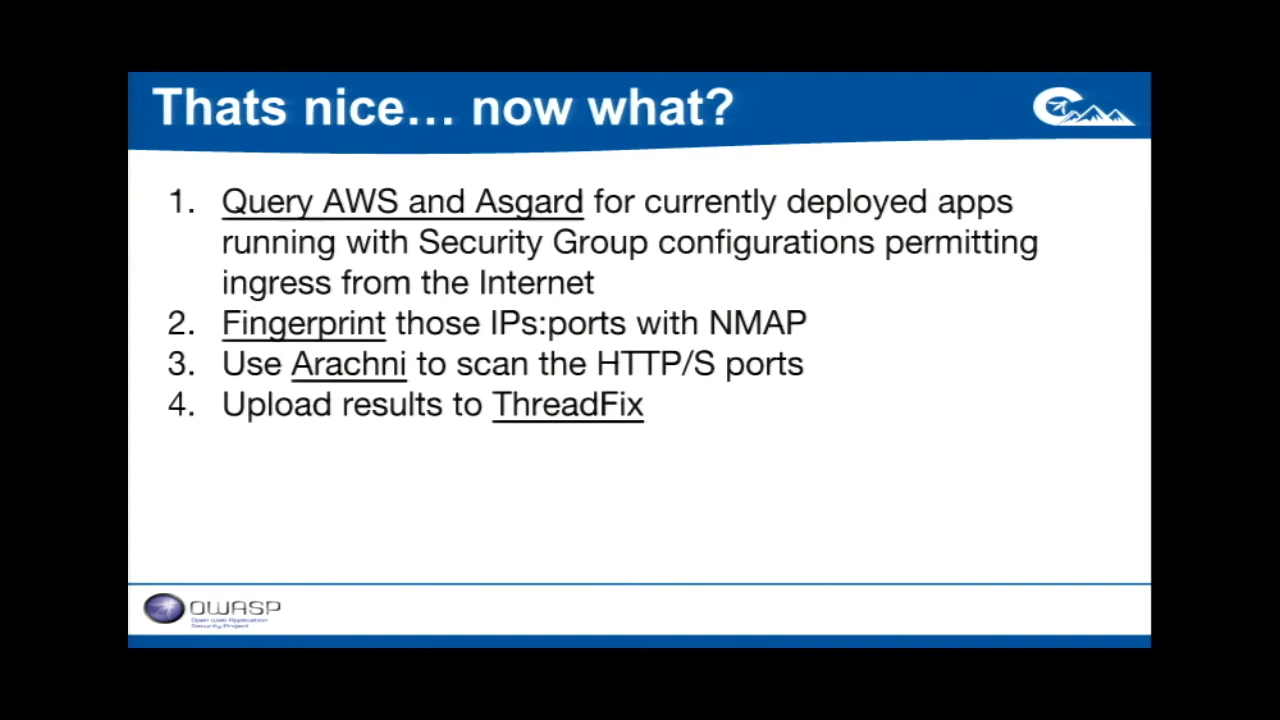 Thats nice... now what?
1. Query AWS and Asgard for currently deployed apps
running with Security Group configurations permitting
ingress from the Internet
2. Fingerprint those IPs:ports with NMAP
3. Use Arachni to scan the HTTP/S ports
4. Upload results to ThreadFix
OWASP
Open Web Application
Security Project